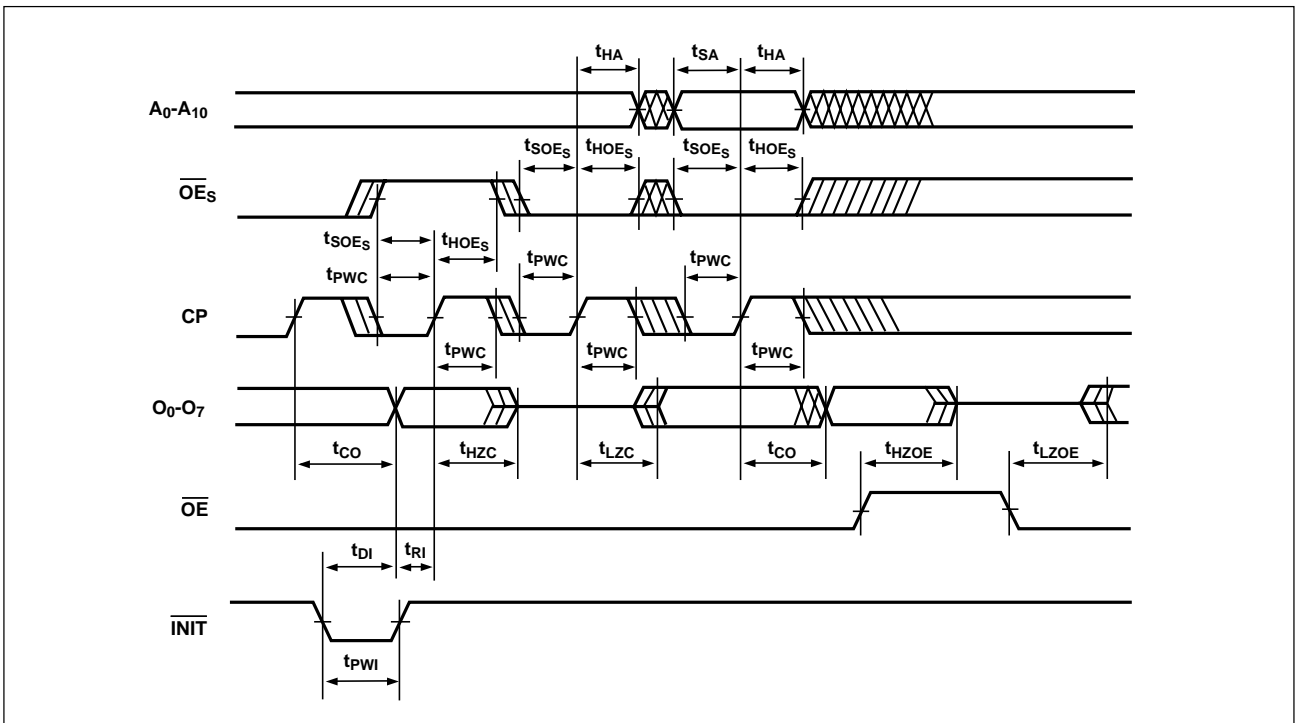 tHA tSA tHA
A0-A10
tSOES tHOES tSOES tHOES
OES
tSOES tHOES
tPWC tPWC tPWC
CP
tPWC tPWC tPWC
O0-O7
tCO tHZC tLZC tCO tHZOE tLZOE
OE
tDI tRI
INIT
tPWI